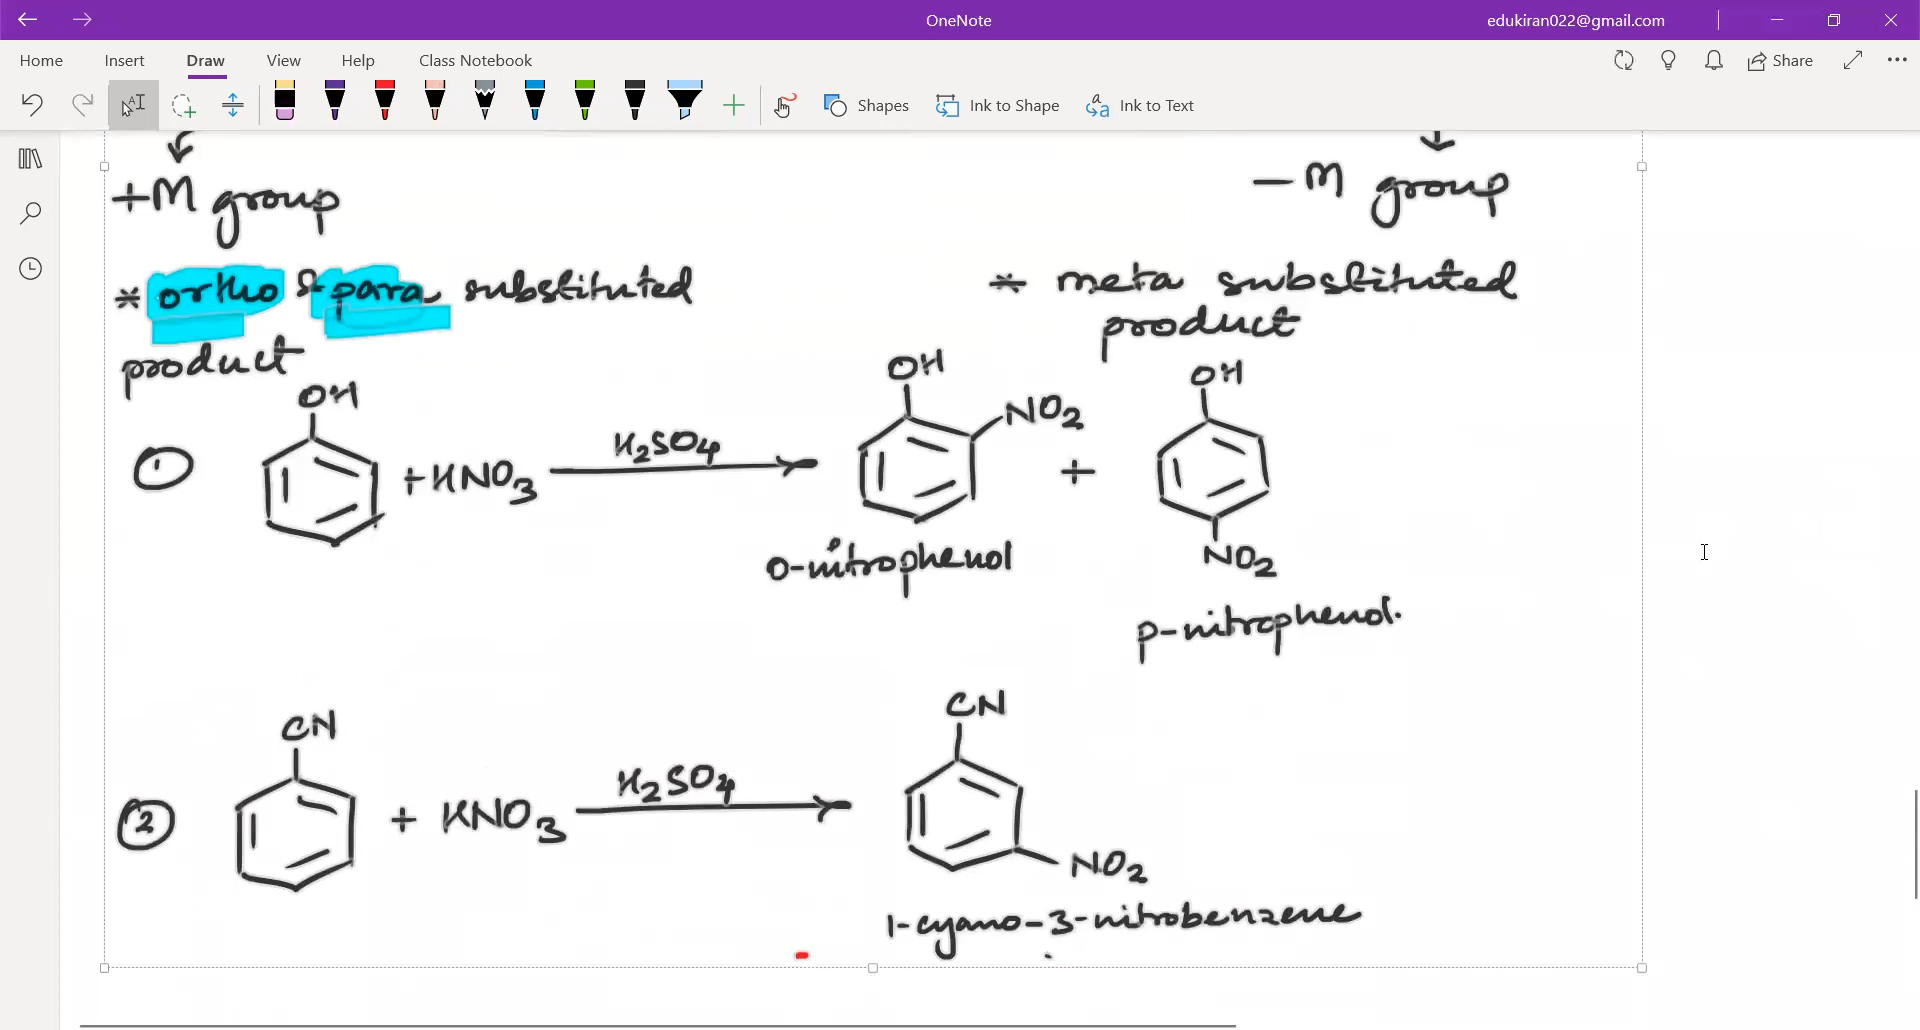 OneNote
edukiran022@gmail.com
Home Insert Draw View Help Class Notebook
Share
Shapes Ink to Shape Ink to Text
+M group
* ortho & para substituted
product
-M group
* meta substituted
product
OH
① + HNO3 H2SO4
OH
NO2
o-nitrophenol
+
OH
NO2
p-nitrophenol.
CN
② + HNO3 H2SO4
CN
NO2
1-cyano-3-nitrobenzene